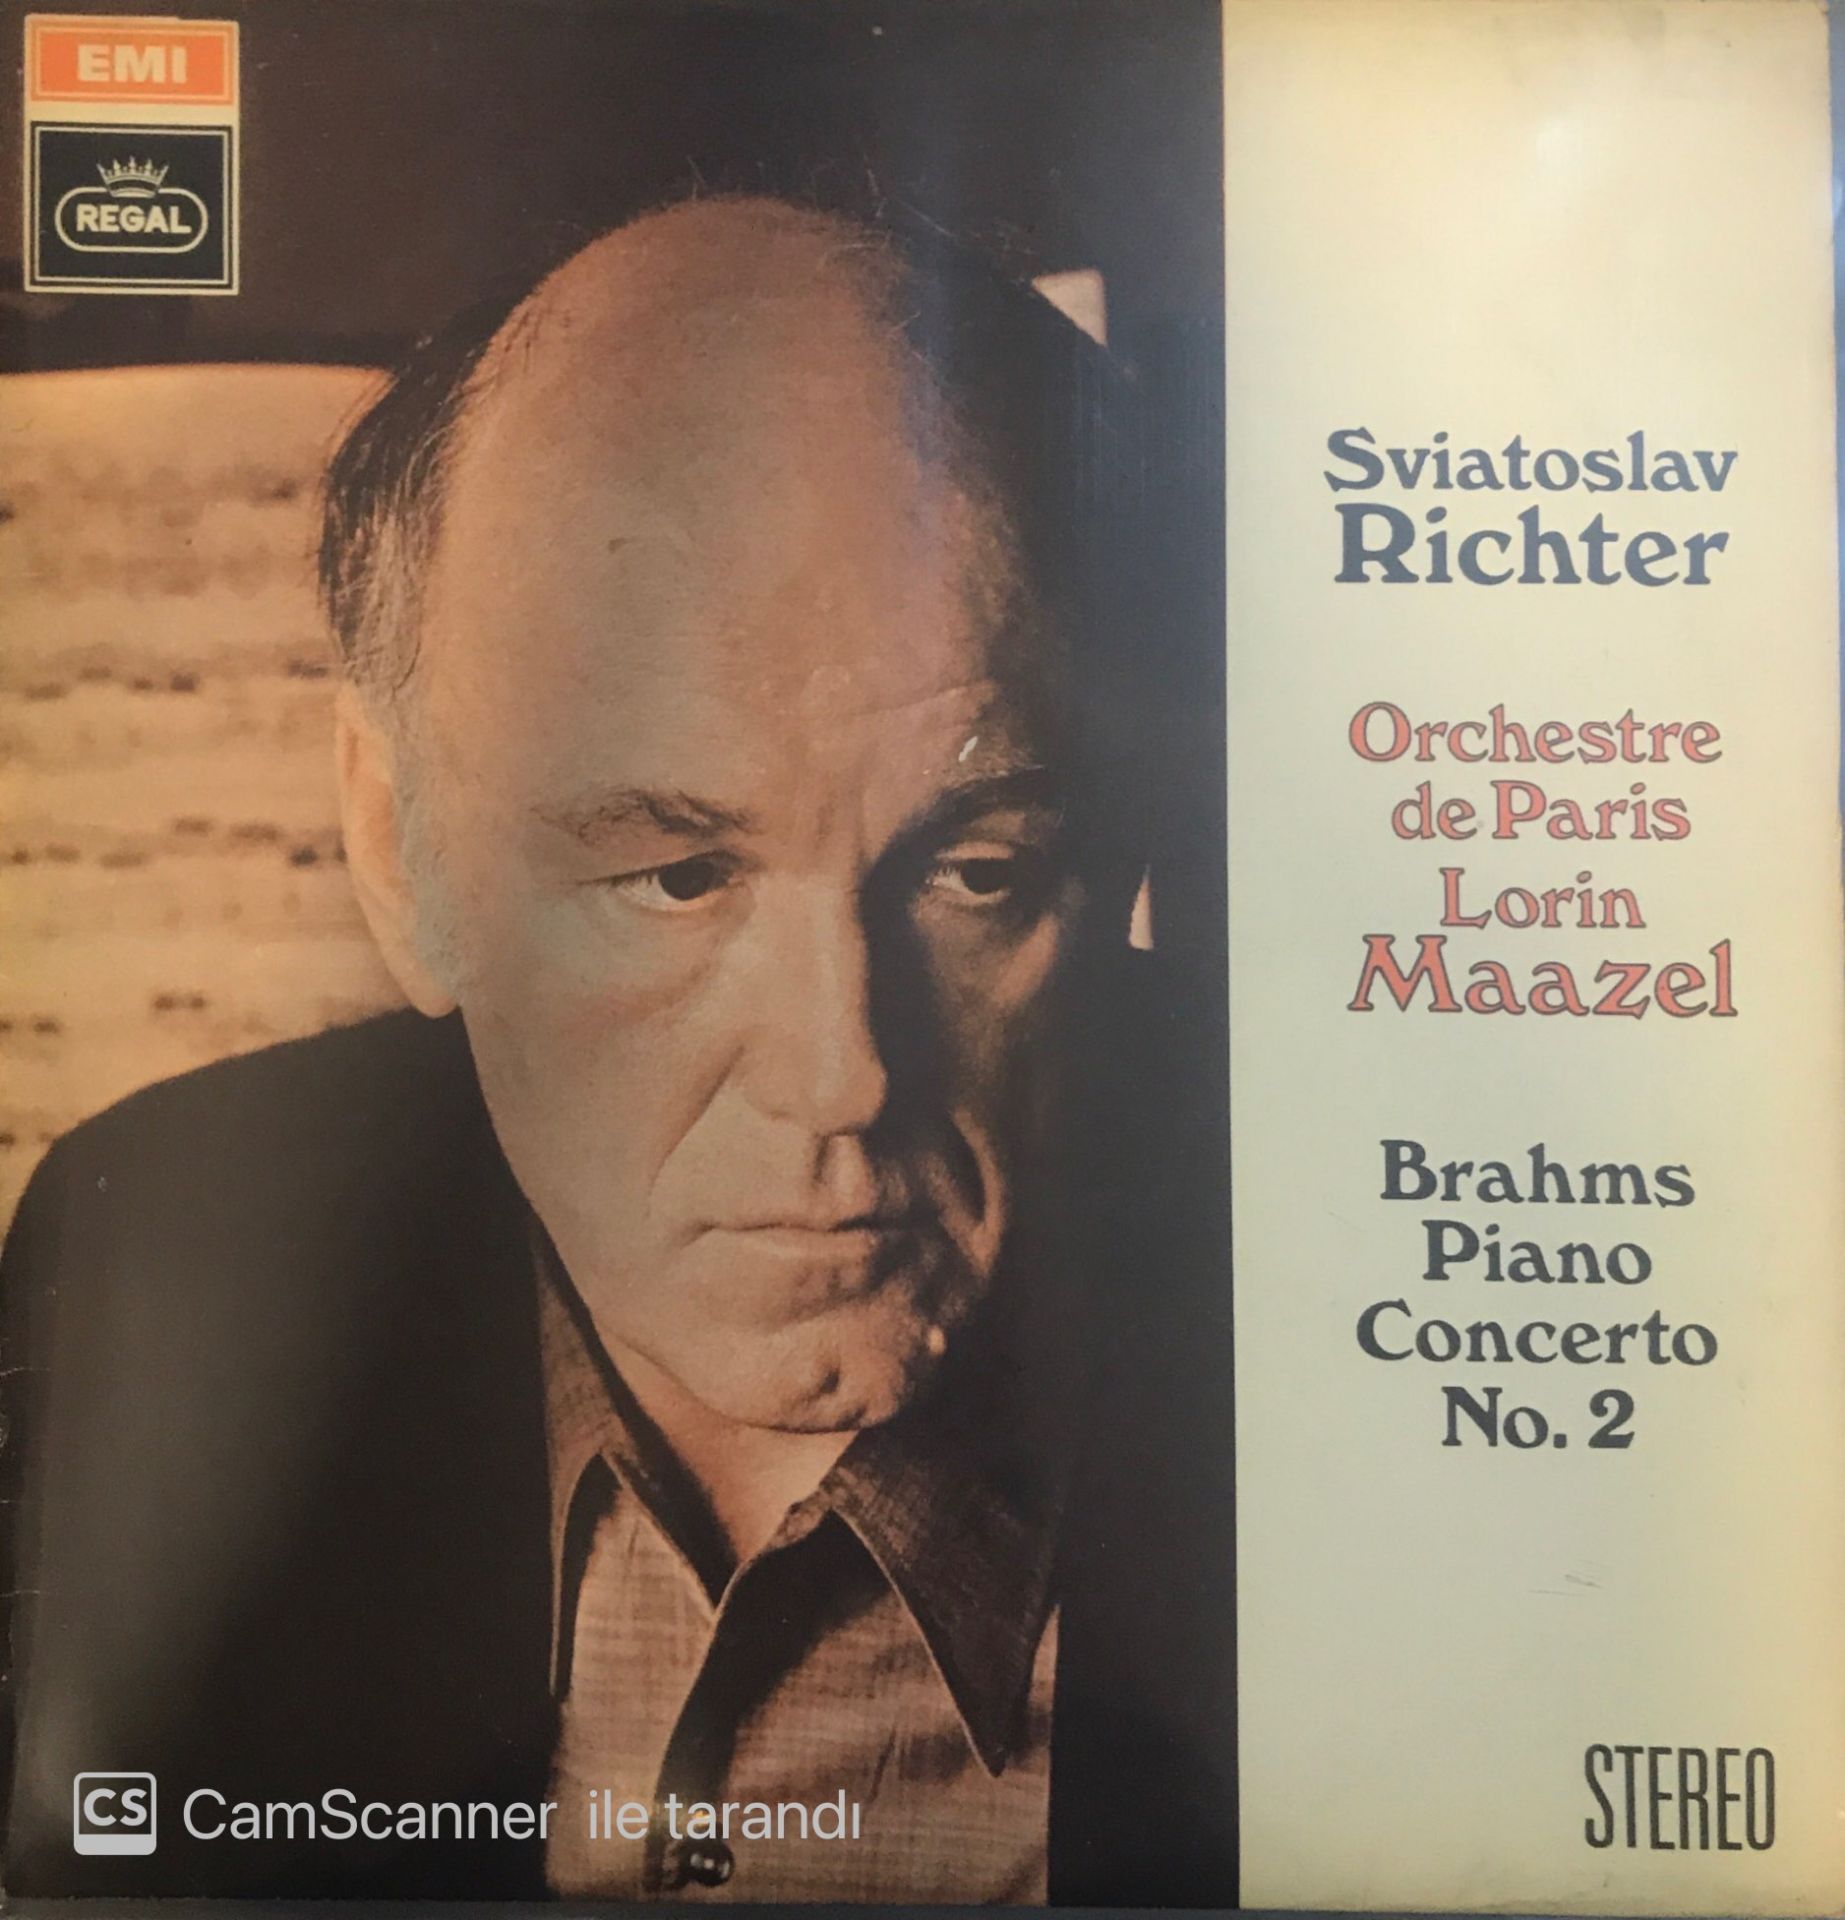 EMI
REGAL
Sviatoslav
Richter
Orchestre
de Paris
Lorin
Maazel
Brahms
Piano
Concerto
No. 2
STEREO
CS CamScanner ile tarandı